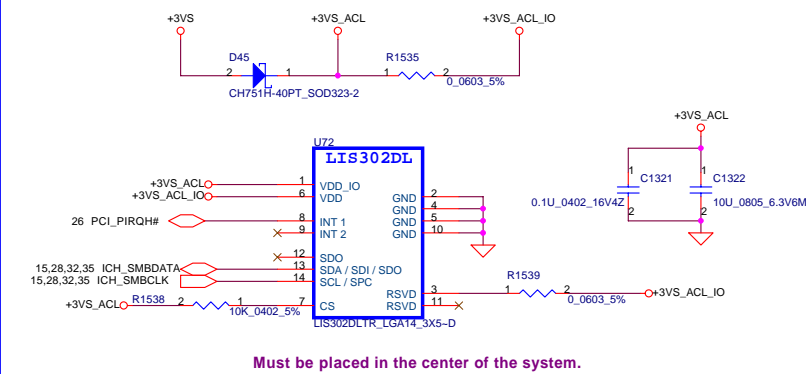 +3VS +3VS_ACL +3VS_ACL_IO
D45 R1535
2 1 1 2
CH751H-40PT_SOD323-2 0_0603_5%
+3VS_ACL
U72
LIS302DL
C1321 C1322
1 1
0.1U_0402_16V4Z 10U_0805_6.3V6M
2 2
+3VS_ACL 1 VDD_IO GND 2
+3VS_ACL_IO 6 VDD GND 4
26 PCI_PIRQH# 8 INT 1 GND 5
9 INT 2 GND 10
12 SDO
15,28,32,35 ICH_SMBDATA 13 SDA / SDI / SDO
15,28,32,35 ICH_SMBCLK 14 SCL / SPC
R1539
RSVD 3 1 2 +3VS_ACL_IO
0_0603_5%
+3VS_ACL R1538 2 1 7 CS RSVD 11
10K_0402_5%
LIS302DLTR_LGA14_3X5~D
Must be placed in the center of the system.